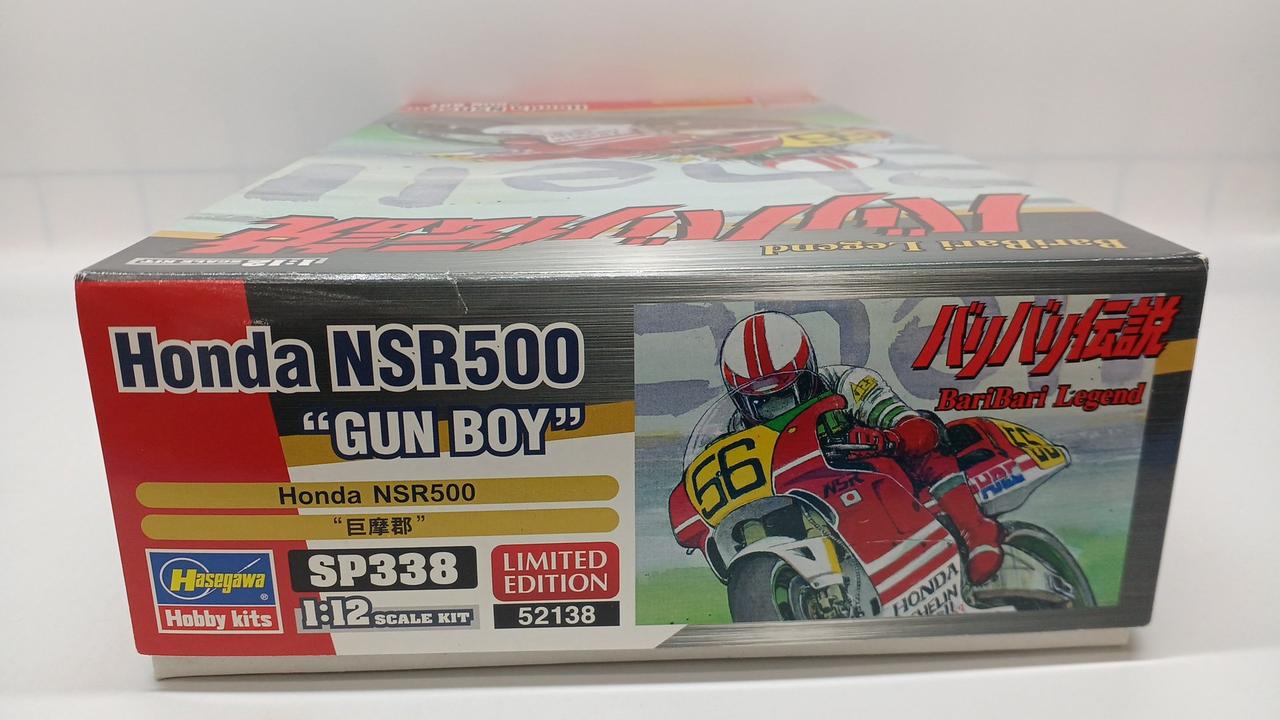 バリバリ伝説
BariBari Legend
Honda NSR500
“GUN BOY”
Honda NSR500
“巨摩郡”
Hasegawa
®
Hobby kits
SP338
1:12 SCALE KIT
LIMITED
EDITION
52138
バリバリ伝説
BariBari Legend
56
56
NSR
HRC
HONDA